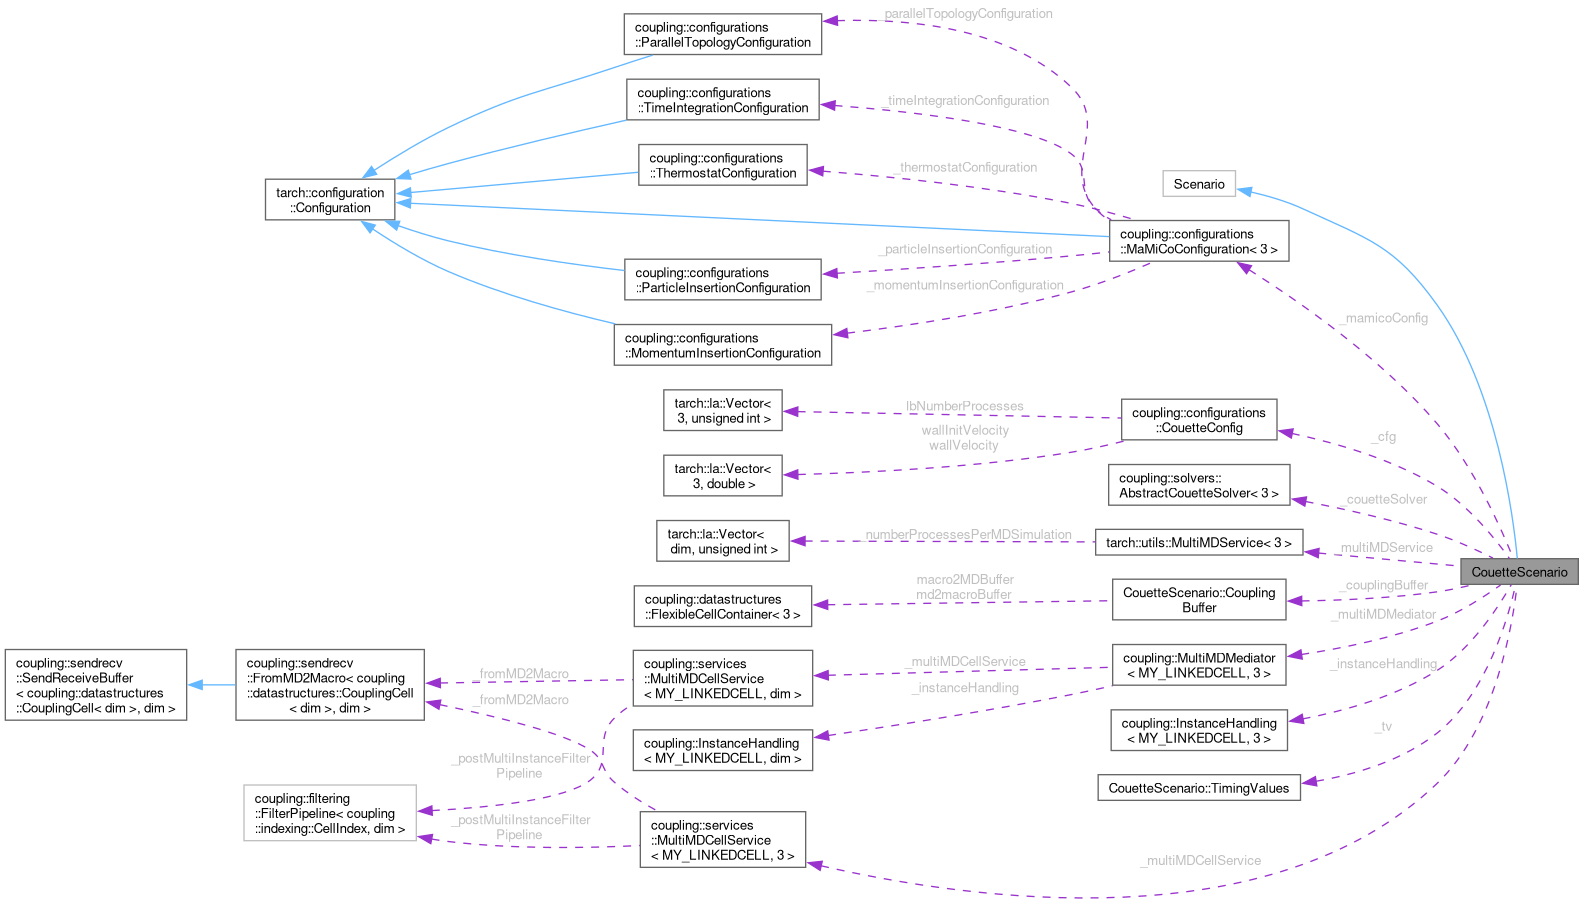 _parallelTopologyConfiguration
coupling::configurations
::ParallelTopologyConfiguration
coupling::configurations
::TimeIntegrationConfiguration
_timeIntegrationConfiguration
coupling::configurations
::ThermostatConfiguration
_thermostatConfiguration
tarch::configuration
::Configuration
Scenario
coupling::configurations
::MaMiCoConfiguration< 3 >
coupling::configurations
::ParticleInsertionConfiguration
_particleInsertionConfiguration
_momentumInsertionConfiguration
coupling::configurations
::MomentumInsertionConfiguration
_mamicoConfig
tarch::la::Vector<
3, unsigned int >
lbNumberProcesses
wallInitVelocity
wallVelocity
coupling::configurations
::CouetteConfig
_cfg
tarch::la::Vector<
3, double >
coupling::solvers::
AbstractCouetteSolver< 3 >
_couetteSolver
tarch::la::Vector<
dim, unsigned int >
_numberProcessesPerMDSimulation
tarch::utils::MultiMDService< 3 >
_multiMDService
CouetteScenario
coupling::datastructures
::FlexibleCellContainer< 3 >
macro2MDBuffer
md2macroBuffer
CouetteScenario::Coupling
Buffer
_couplingBuffer
_multiMDMediator
coupling::sendrecv
::SendReceiveBuffer
< coupling::datastructures
::CouplingCell< dim >, dim >
coupling::sendrecv
::FromMD2Macro< coupling
::datastructures::CouplingCell
< dim >, dim >
_fromMD2Macro
_fromMD2Macro
coupling::services
::MultiMDCellService
< MY_LINKEDCELL, dim >
_multiMDCellService
_instanceHandling
coupling::MultiMDMediator
< MY_LINKEDCELL, 3 >
_instanceHandling
coupling::InstanceHandling
< MY_LINKEDCELL, dim >
coupling::InstanceHandling
< MY_LINKEDCELL, 3 >
_tv
_postMultiInstanceFilter
Pipeline
CouetteScenario::TimingValues
coupling::filtering
::FilterPipeline< coupling
::indexing::CellIndex, dim >
_postMultiInstanceFilter
Pipeline
coupling::services
::MultiMDCellService
< MY_LINKEDCELL, 3 >
_multiMDCellService